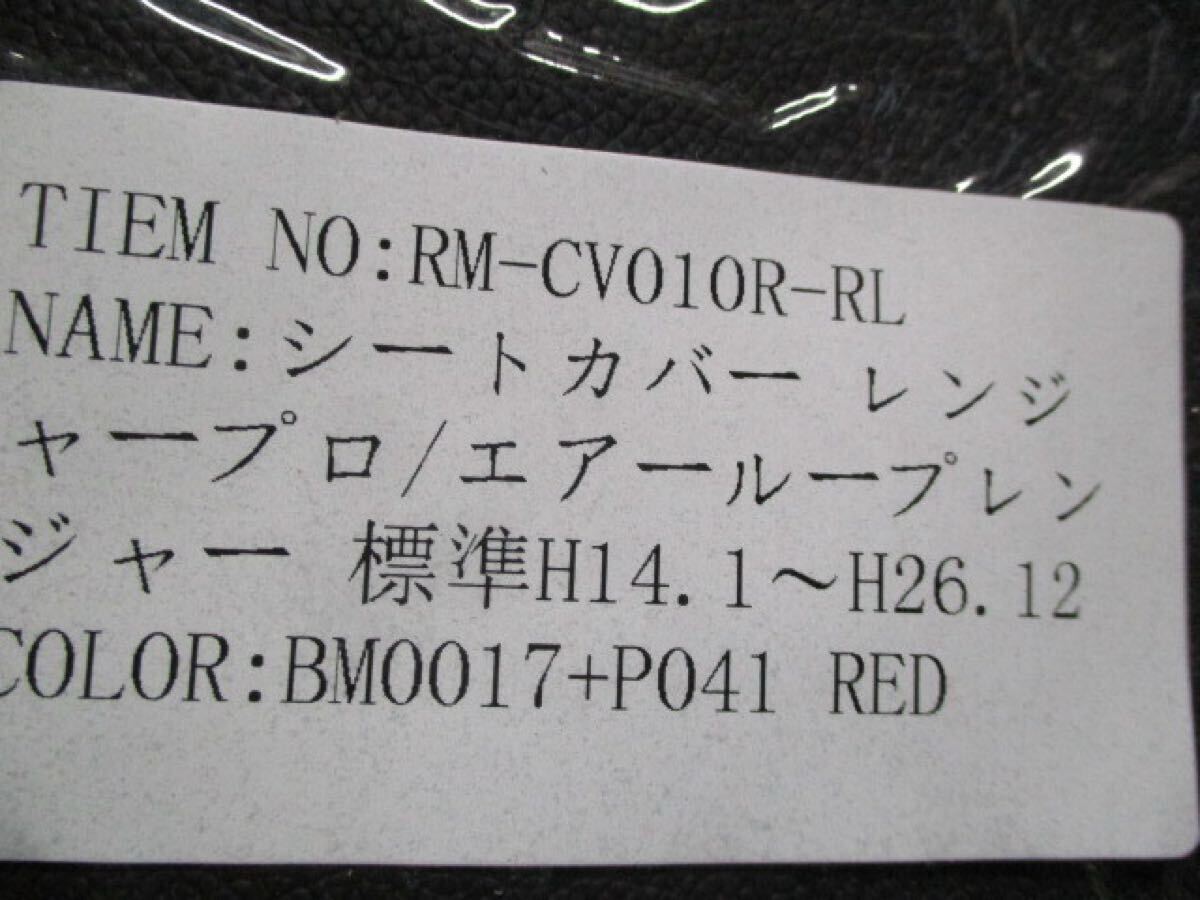 TIEM NO:RM-CV010R-RL
NAME:シートカバー レンジ
ャープロ/エアーループレン
ジャー 標準H14.1～H26.12
COLOR:BM0017+P041 RED